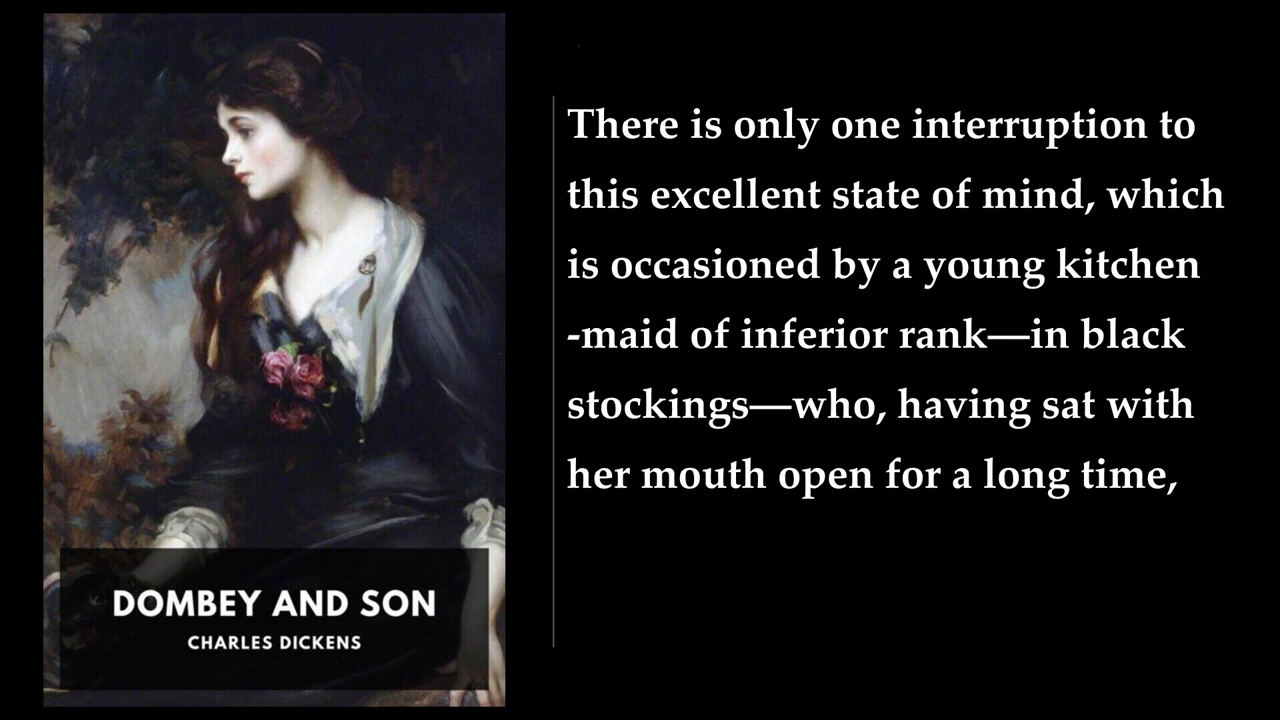 There is only one interruption to
this excellent state of mind, which
is occasioned by a young kitchen
-maid of inferior rank—in black
stockings—who, having sat with
her mouth open for a long time,
DOMBEY AND SON
CHARLES DICKENS